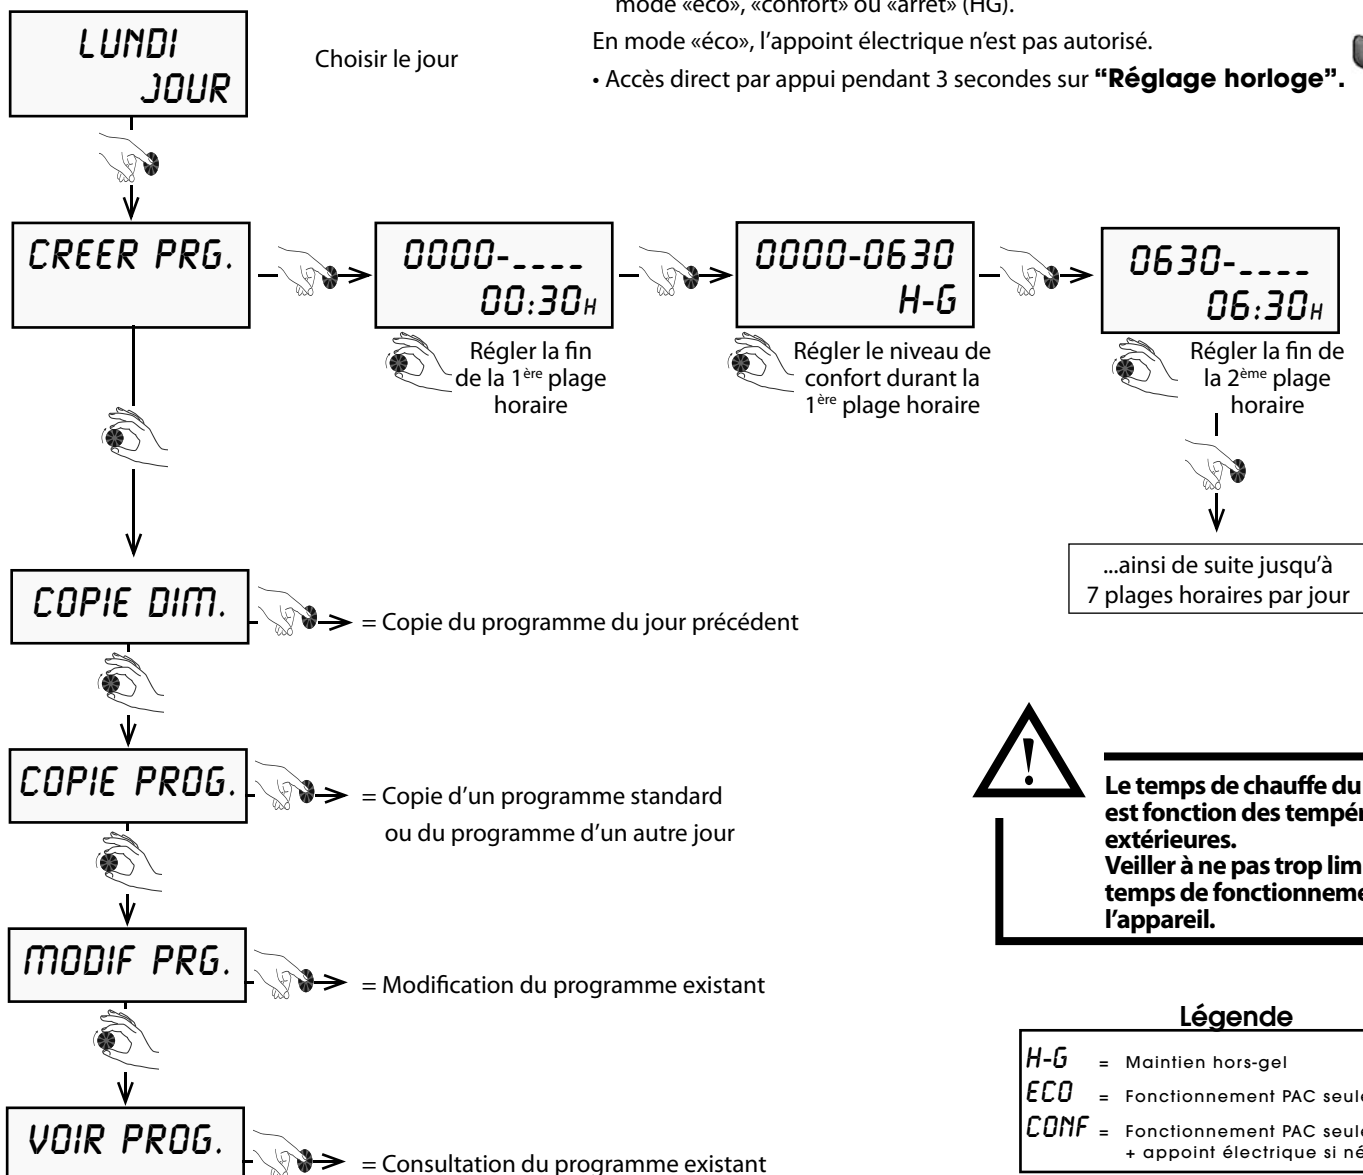 mode «éco», «confort» ou «arrêt» (HG).
En mode «éco», l'appoint électrique n'est pas autorisé.
• Accès direct par appui pendant 3 secondes sur "Réglage horloge".
LUNDI
JOUR
Choisir le jour
CREER PRG.
0000-____
00:30H
0000-0630
H-G
0630-____
06:30H
Régler la fin
de la 1ère plage
horaire
Régler le niveau de
confort durant la
1ère plage horaire
Régler la fin de
la 2ème plage
horaire
...ainsi de suite jusqu'à
7 plages horaires par jour
COPIE DIM.
= Copie du programme du jour précédent
COPIE PROG.
= Copie d'un programme standard
ou du programme d'un autre jour
MODIF PRG.
= Modification du programme existant
VOIR PROG.
= Consultation du programme existant
!
Le temps de chauffe du
est fonction des tempér
extérieures.
Veiller à ne pas trop lim
temps de fonctionneme
l'appareil.
Légende
H-G = Maintien hors-gel
ECO = Fonctionnement PAC seule
CONF = Fonctionnement PAC seule
+ appoint électrique si né